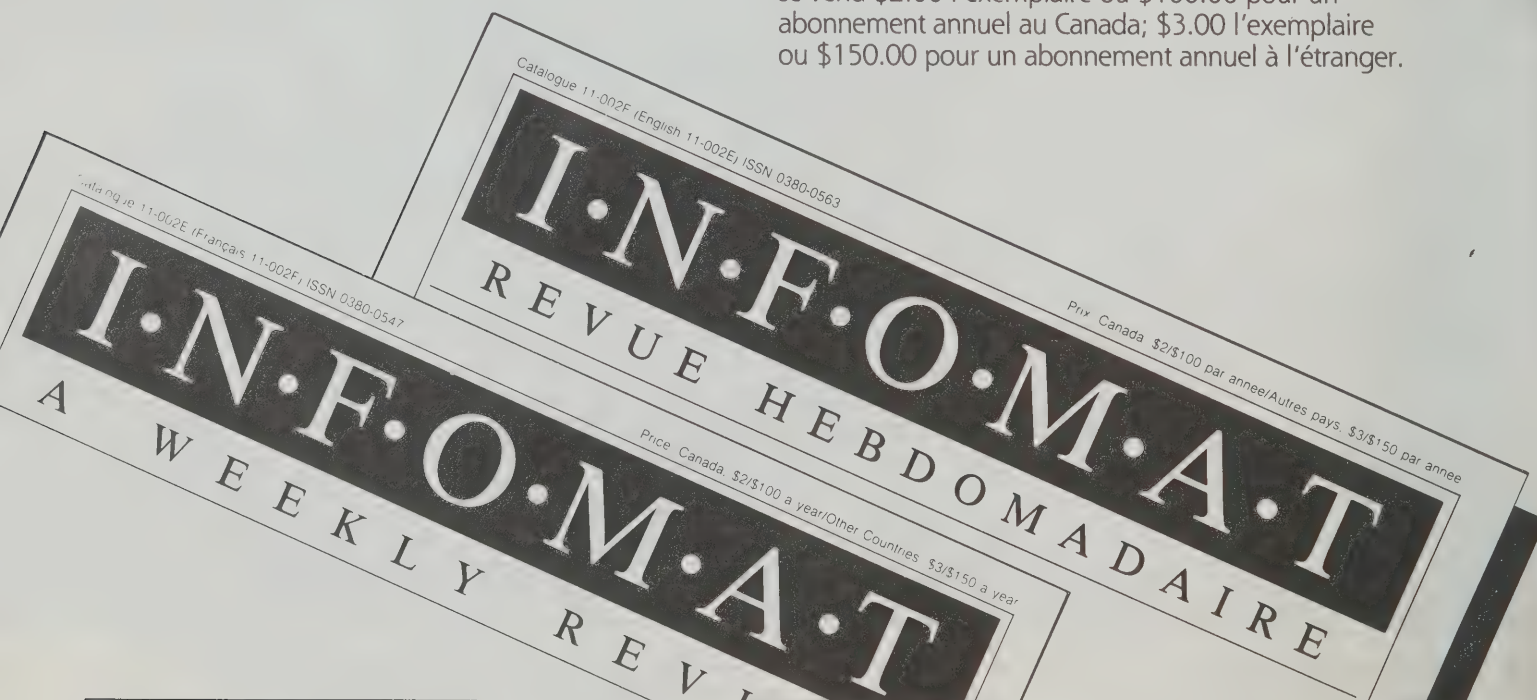 abonnement annuel au Canada; $3.00 l'exemplaire
ou $150.00 pour un abonnement annuel à l'étranger.
Catalogue 11-002F (English 11-002E) ISSN 0380-0563
I·N·F·O·M·A·T
Prix Canada $2/$100 par annee/Autres pays. $3/$150 par annee
REVUE HEBDOMADAIRE
11-002E (Français 11-002F) ISSN 0380-0547
I·N·F·O·M·A·T
Price Canada. $2/$100 a year/Other Countries $3/$150 a year
A WEEKLY